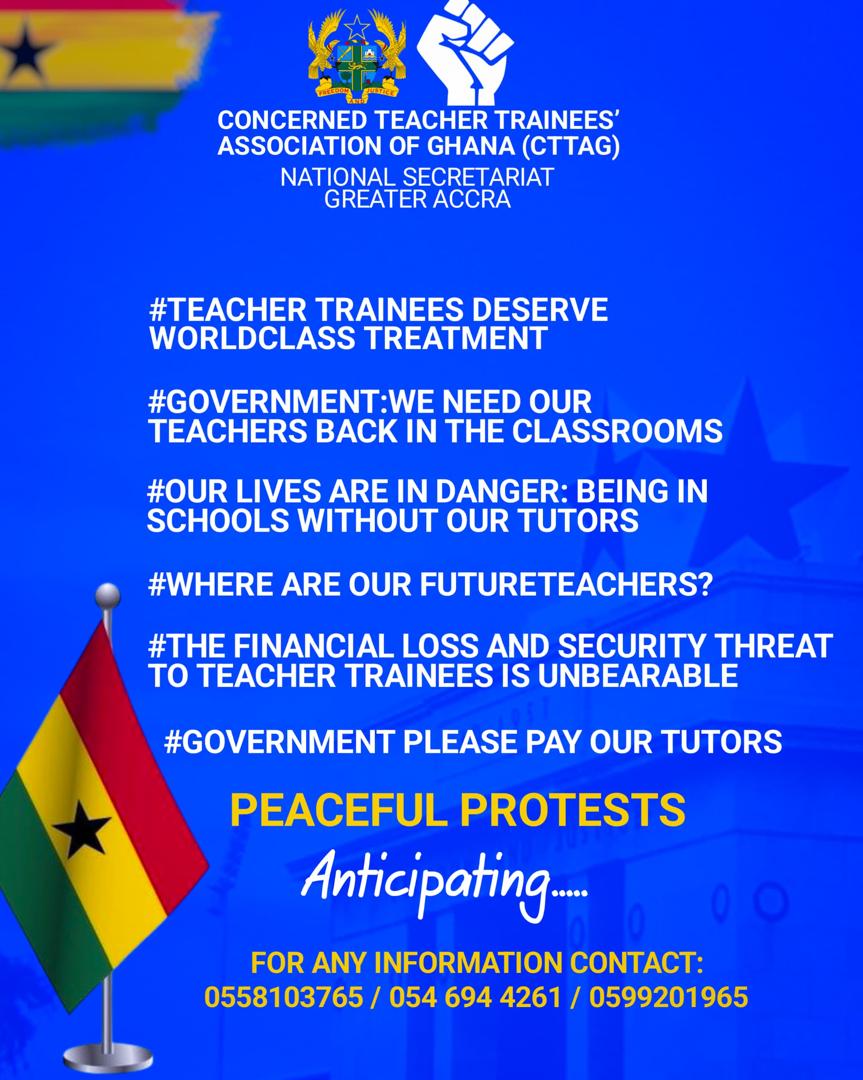 FREEDOM AND JUSTICE
CONCERNED TEACHER TRAINEES'
ASSOCIATION OF GHANA (CTTAG)
NATIONAL SECRETARIAT
GREATER ACCRA
#TEACHER TRAINEES DESERVE
WORLDCLASS TREATMENT
#GOVERNMENT:WE NEED OUR
TEACHERS BACK IN THE CLASSROOMS
#OUR LIVES ARE IN DANGER: BEING IN
SCHOOLS WITHOUT OUR TUTORS
#WHERE ARE OUR FUTURETEACHERS?
#THE FINANCIAL LOSS AND SECURITY THREAT
TO TEACHER TRAINEES IS UNBEARABLE
#GOVERNMENT PLEASE PAY OUR TUTORS
PEACEFUL PROTESTS
Anticipating.....
FOR ANY INFORMATION CONTACT:
0558103765 / 054 694 4261 / 0599201965